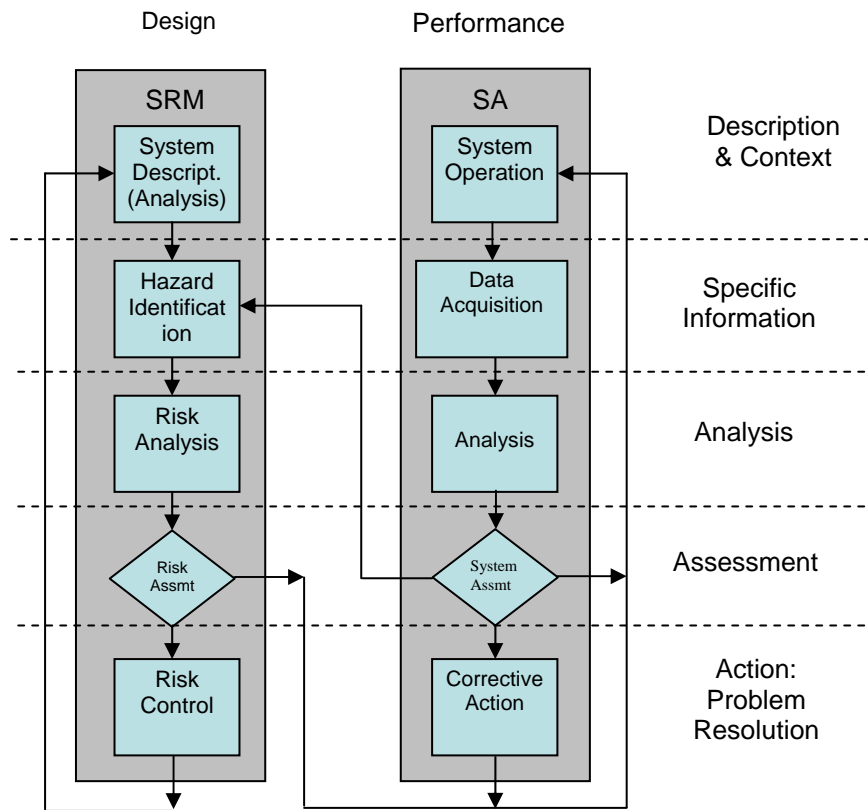 Design
Performance
SRM
SA
Description
& Context
System
Descript.
(Analysis)
System
Operation
Hazard
Identificat
ion
Data
Acquisition
Specific
Information
Risk
Analysis
Analysis
Analysis
Risk
Assmt
System
Assmt
Assessment
Risk
Control
Corrective
Action
Action:
Problem
Resolution